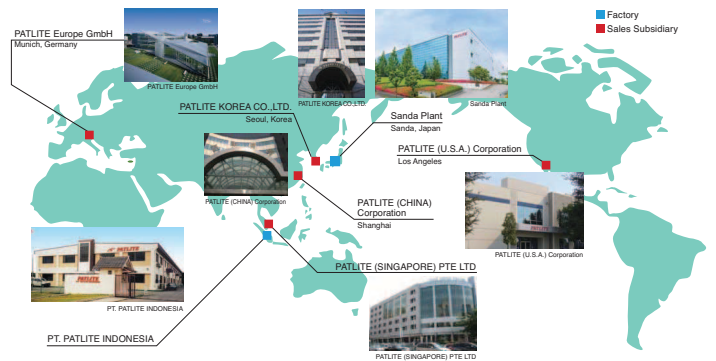 Factory
Sales Subsidiary
PATLITE Europe GmbH
Munich, Germany
PATLITE Europe GmbH
PATLITE KOREA CO.,LTD.
Sanda Plant
PATLITE KOREA CO.,LTD.
Seoul, Korea
Sanda Plant
Sanda, Japan
PATLITE (U.S.A.) Corporation
Los Angeles
PATLITE (CHINA) Corporation
PATLITE (CHINA)
Corporation
Shanghai
PATLITE (U.S.A.) Corporation
PATLITE
PATLITE
PT. PATLITE INDONESIA
PATLITE (SINGAPORE) PTE LTD
PT. PATLITE INDONESIA
PATLITE (SINGAPORE) PTE LTD